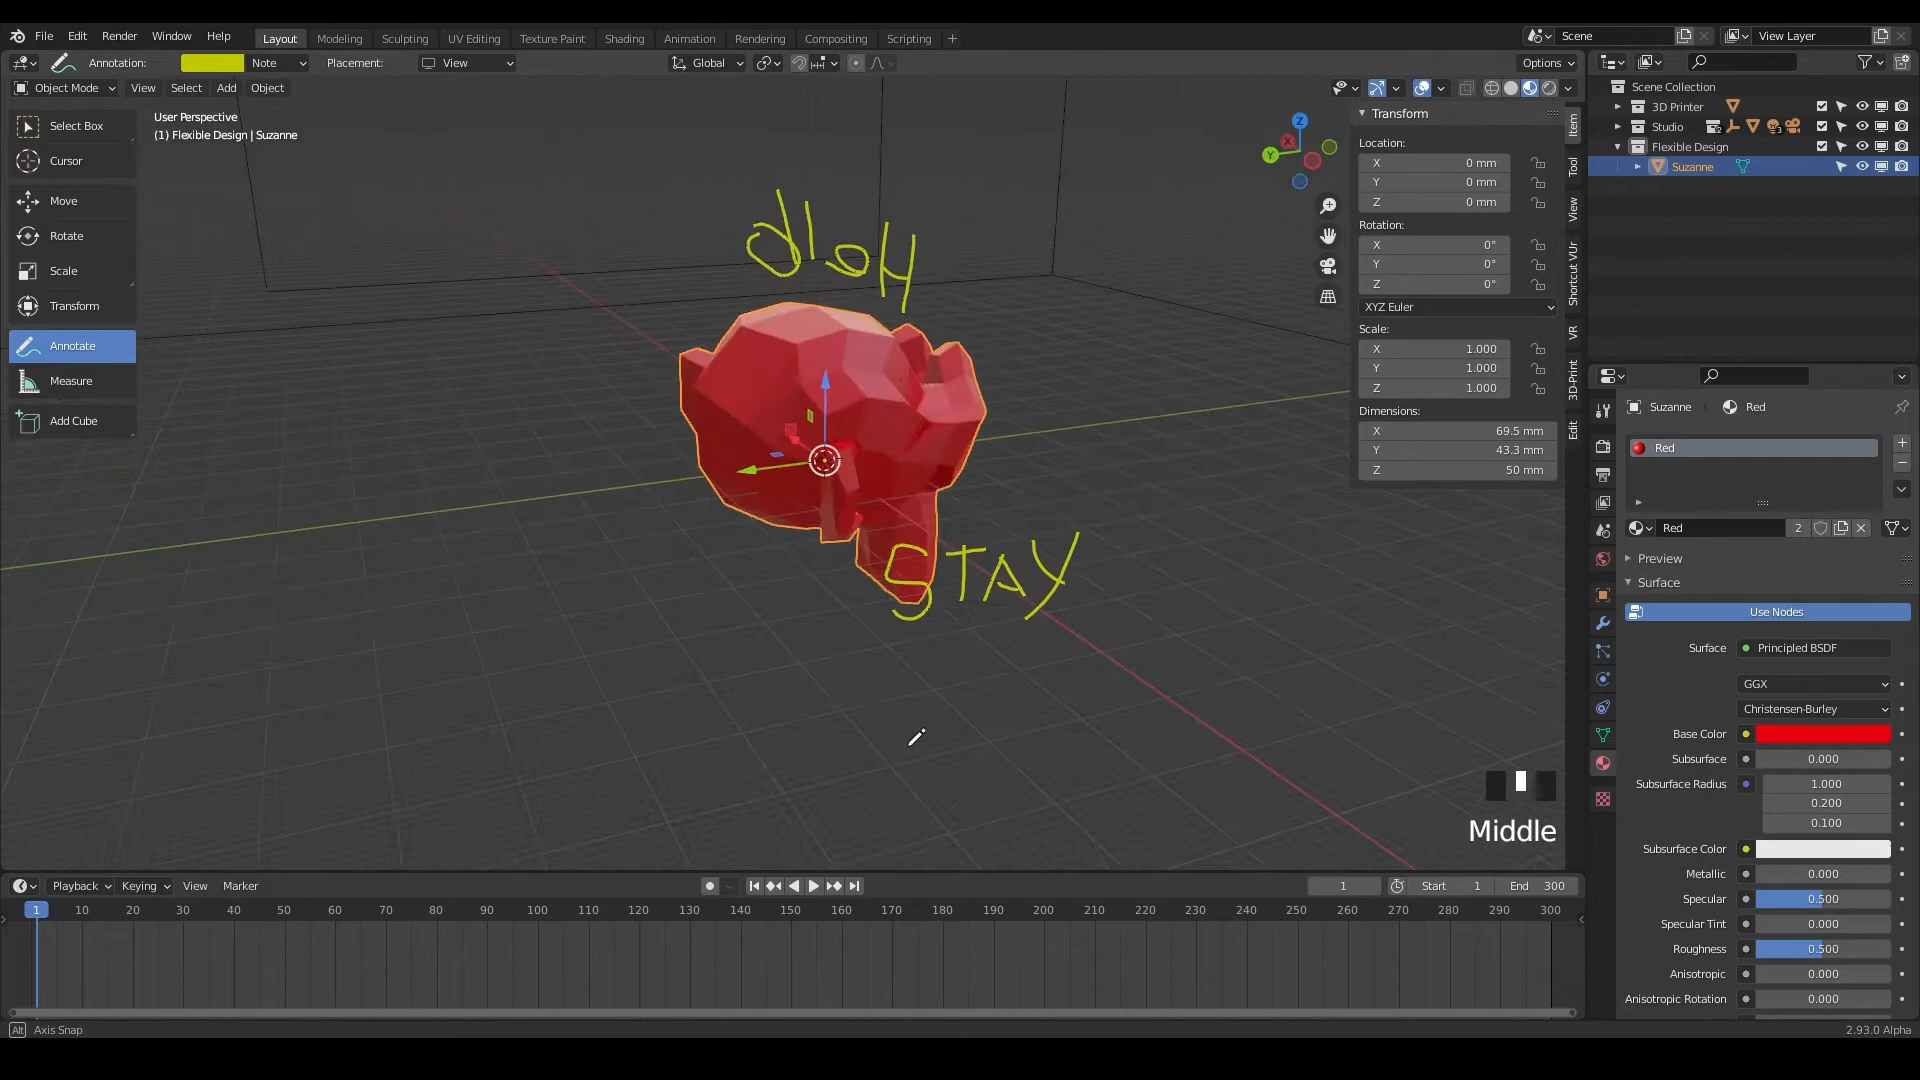 File Edit Render Window Help Layout Modeling Sculpting UV Editing Texture Paint Shading Animation Rendering Compositing Scripting + Scene View Layer
Annotation: Note Placement: View Global Options
Object Mode View Select Add Object
User Perspective
(1) Flexible Design | Suzanne
Select Box
Cursor
Move
Rotate
Scale
Transform
Annotate
Measure
Add Cube
Hold
STAY
Z
Y
X
Middle
Transform
Location:
X 0 mm
Y 0 mm
Z 0 mm
Rotation:
X 0°
Y 0°
Z 0°
XYZ Euler
Scale:
X 1.000
Y 1.000
Z 1.000
Dimensions:
X 69.5 mm
Y 43.3 mm
Z 50 mm
Item
Tool
View
Shortcut VUr
VR
3D-Print
Edit
Scene Collection
3D Printer
Studio 2 3
Flexible Design
Suzanne
Suzanne Red
Red
Red 2
Preview
Surface
Use Nodes
Surface Principled BSDF
GGX
Christensen-Burley
Base Color
Subsurface 0.000
Subsurface Radius 1.000
0.200
0.100
Subsurface Color
Metallic 0.000
Specular 0.500
Specular Tint 0.000
Roughness 0.500
Anisotropic 0.000
Anisotropic Rotation 0.000
Playback Keying View Marker 1 Start 1 End 300
1 10 20 30 40 50 60 70 80 90 100 110 120 130 140 150 160 170 180 190 200 210 220 230 240 250 260 270 280 290 300
Alt Axis Snap 2.93.0 Alpha